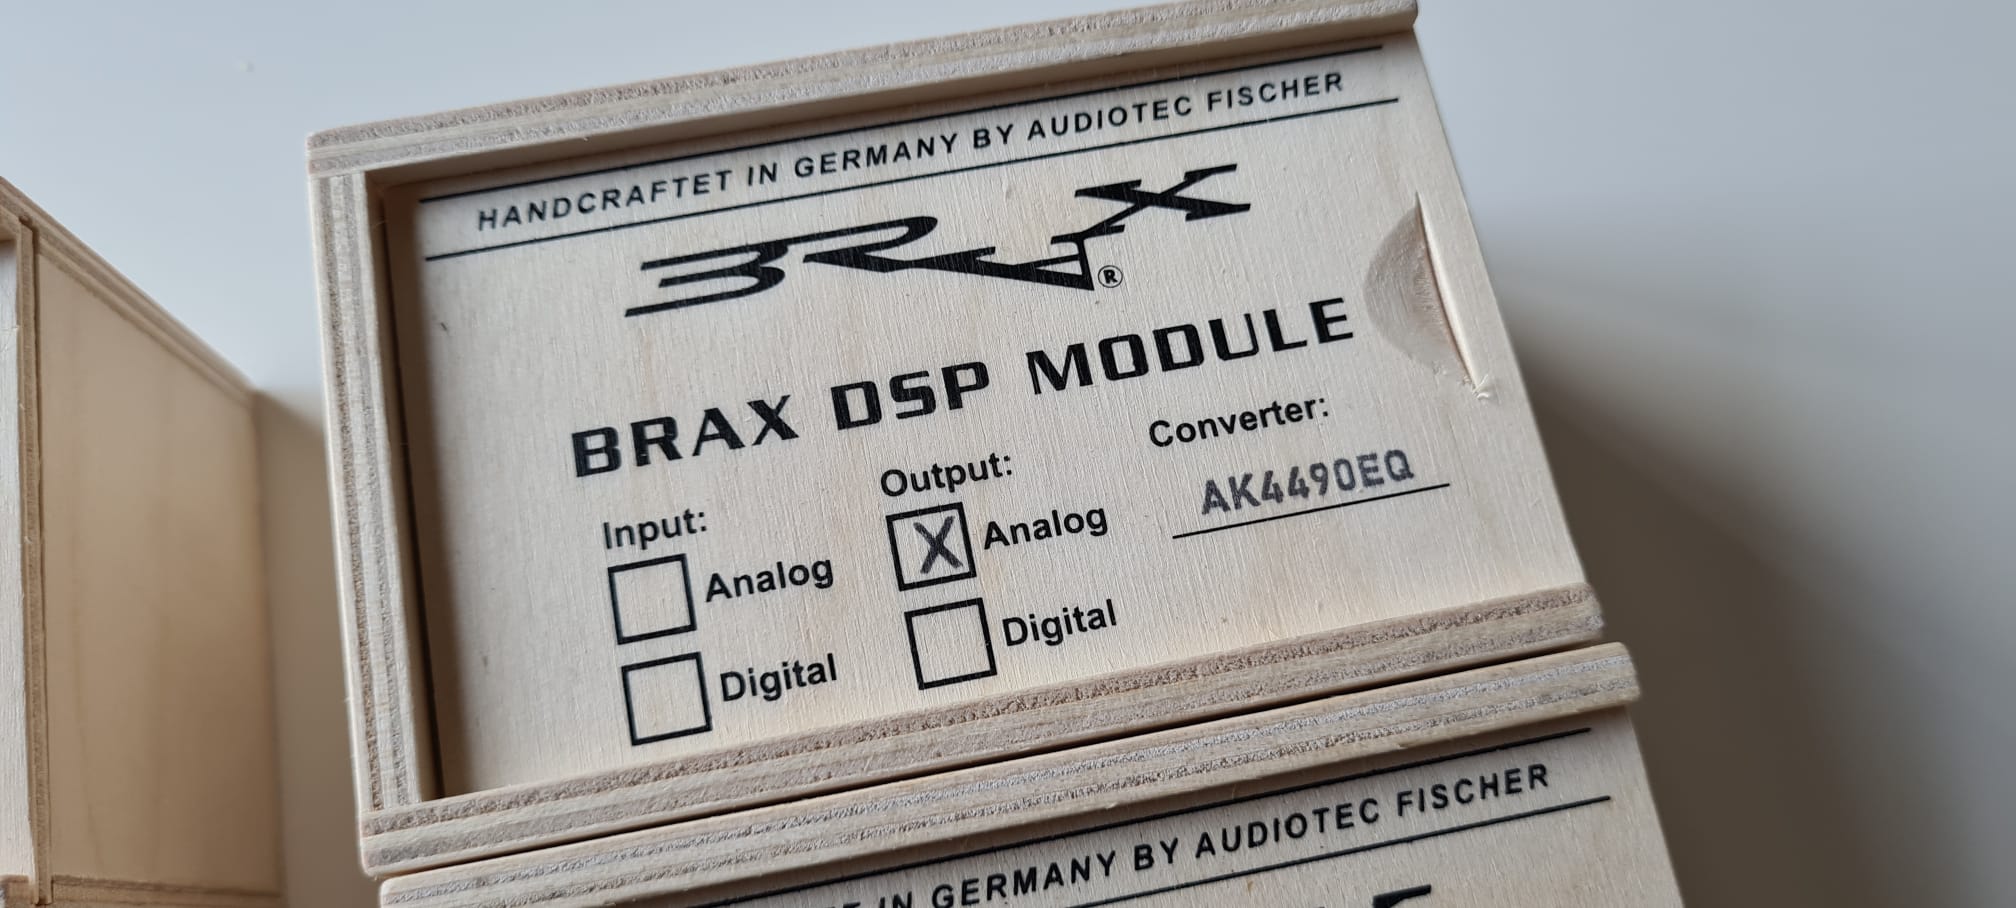 HANDCRAFTET IN GERMANY BY AUDIOTEC FISCHER
BRAX®
BRAX DSP MODULE
Input:
Analog
Digital
Output:
X Analog
Digital
Converter:
AK4490EQ
IN GERMANY BY AUDIOTEC FISCHER